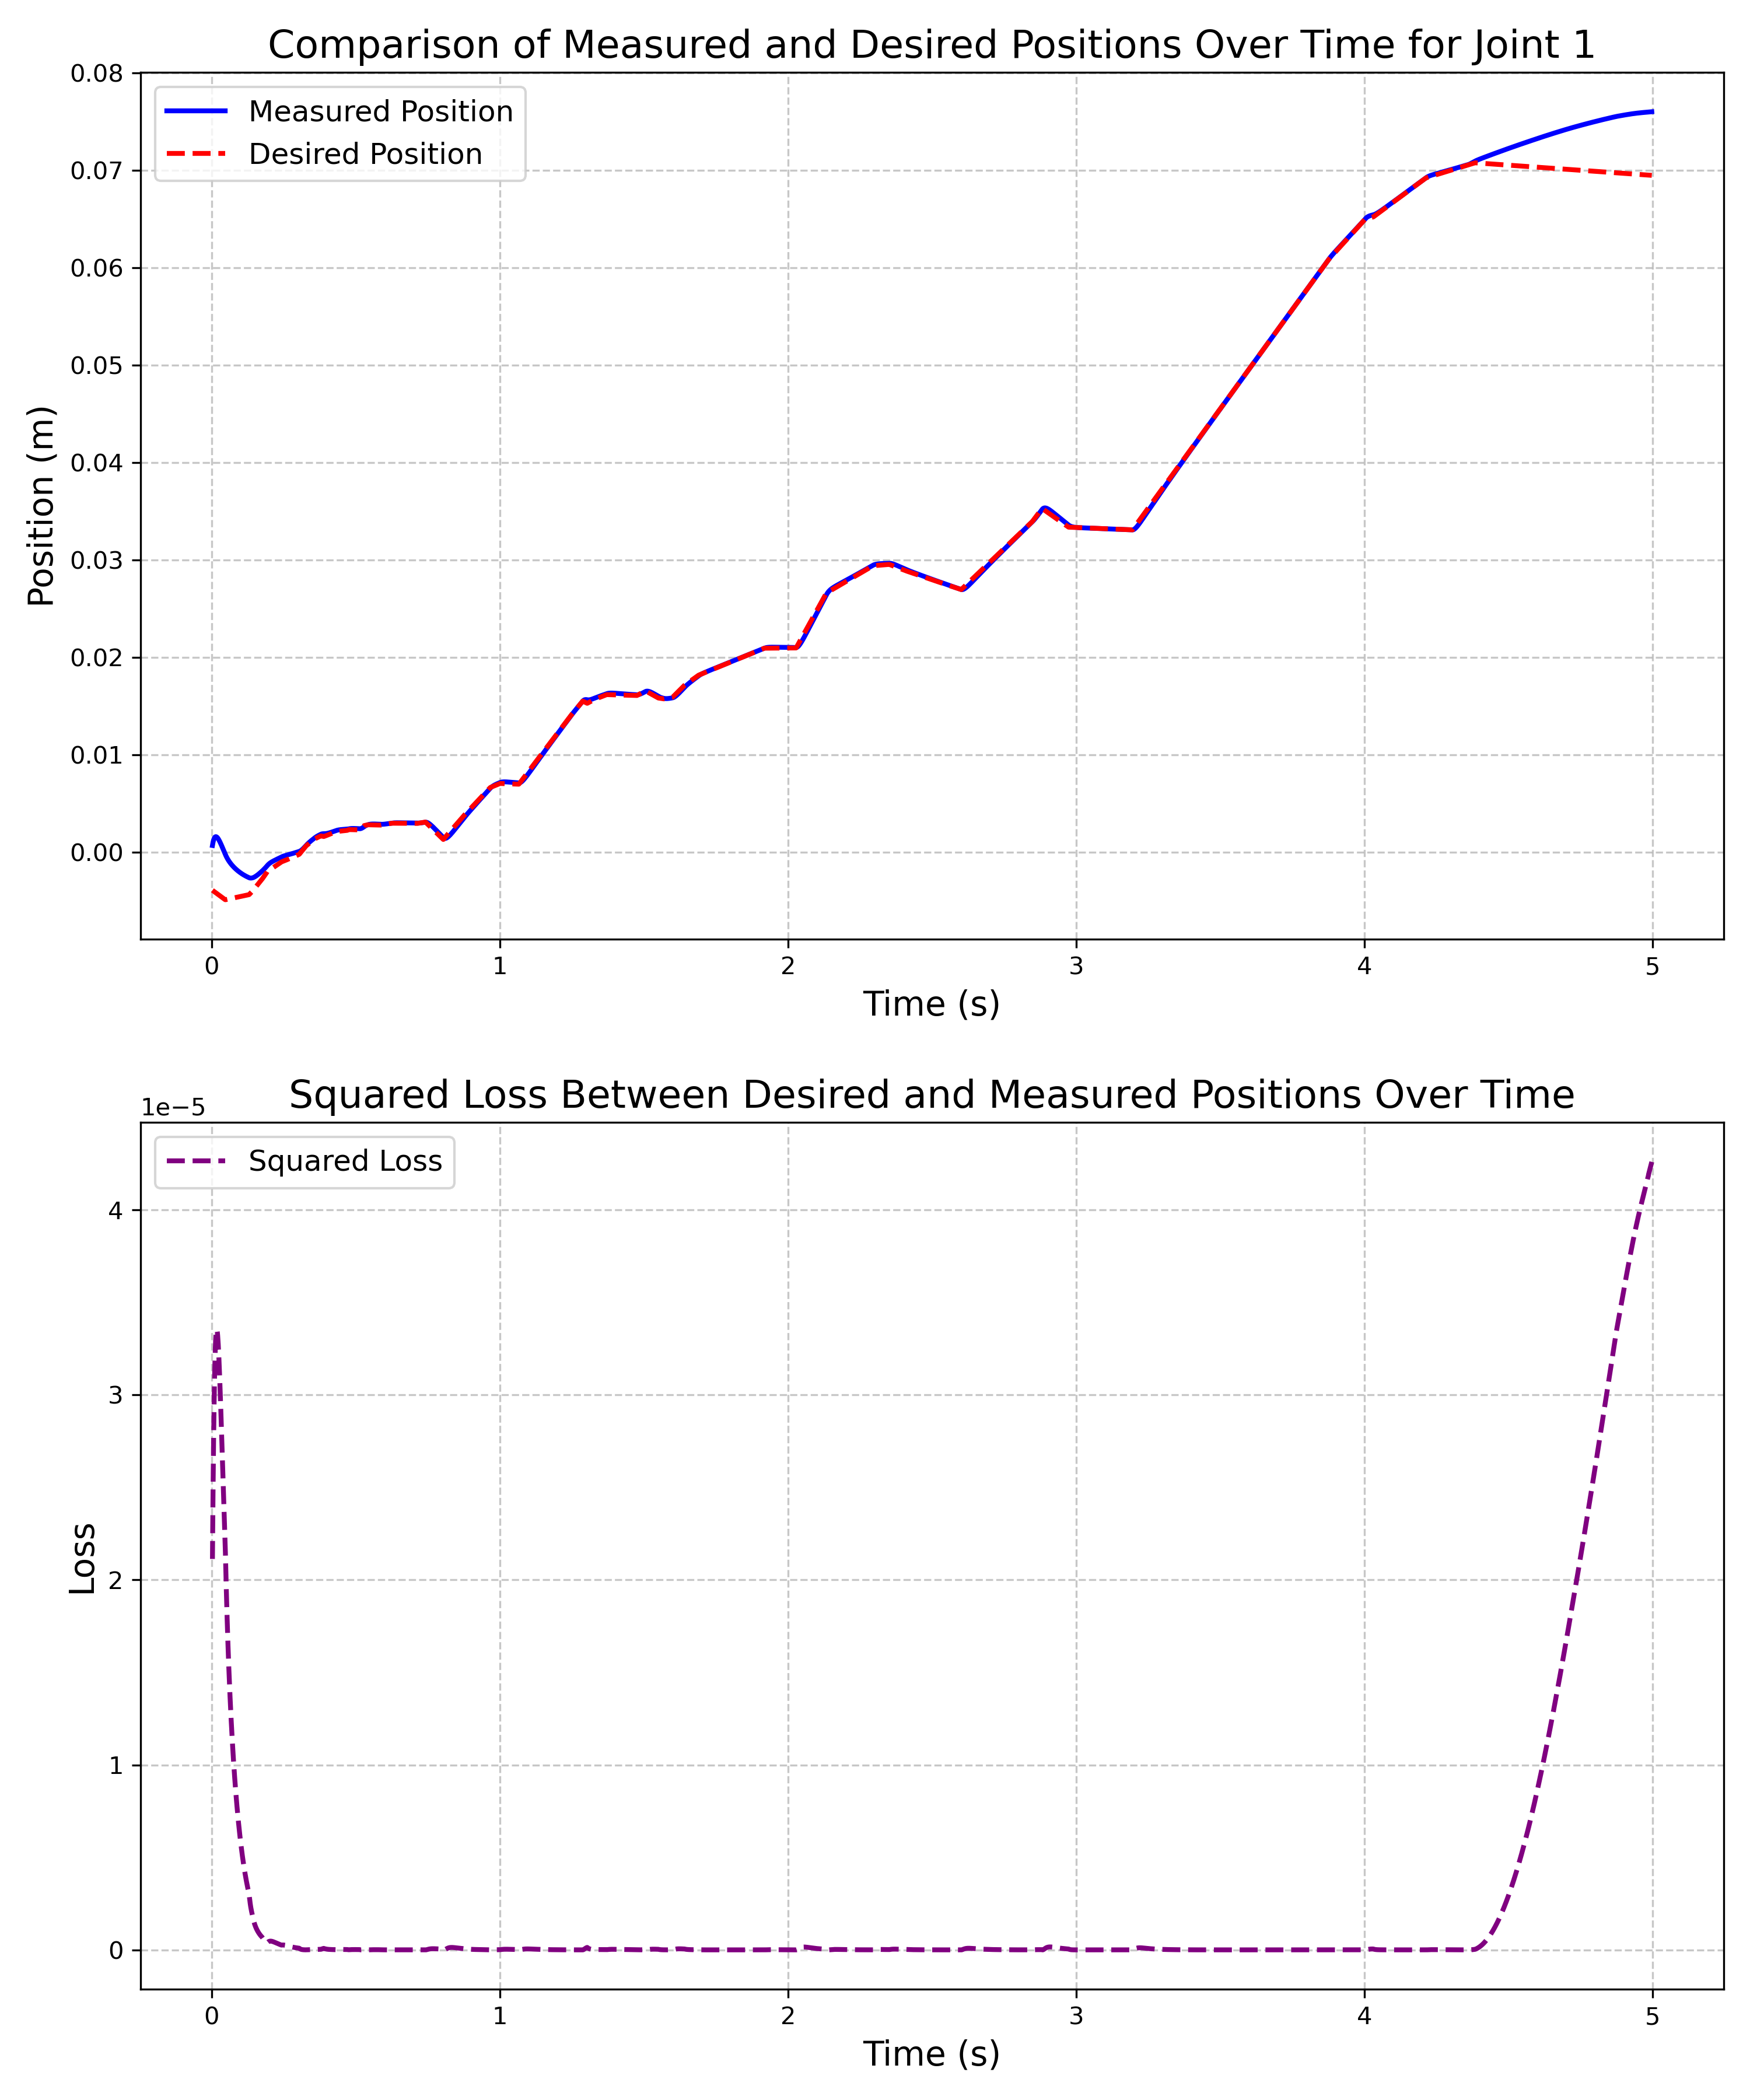 Comparison of Measured and Desired Positions Over Time for Joint 1
Measured Position
Desired Position
0.08
0.07
0.06
0.05
0.04
0.03
0.02
0.01
0.00
Position (m)
0 1 2 3 4 5
Time (s)
Squared Loss Between Desired and Measured Positions Over Time
1e−5
Squared Loss
4
3
2
1
0
Loss
0 1 2 3 4 5
Time (s)